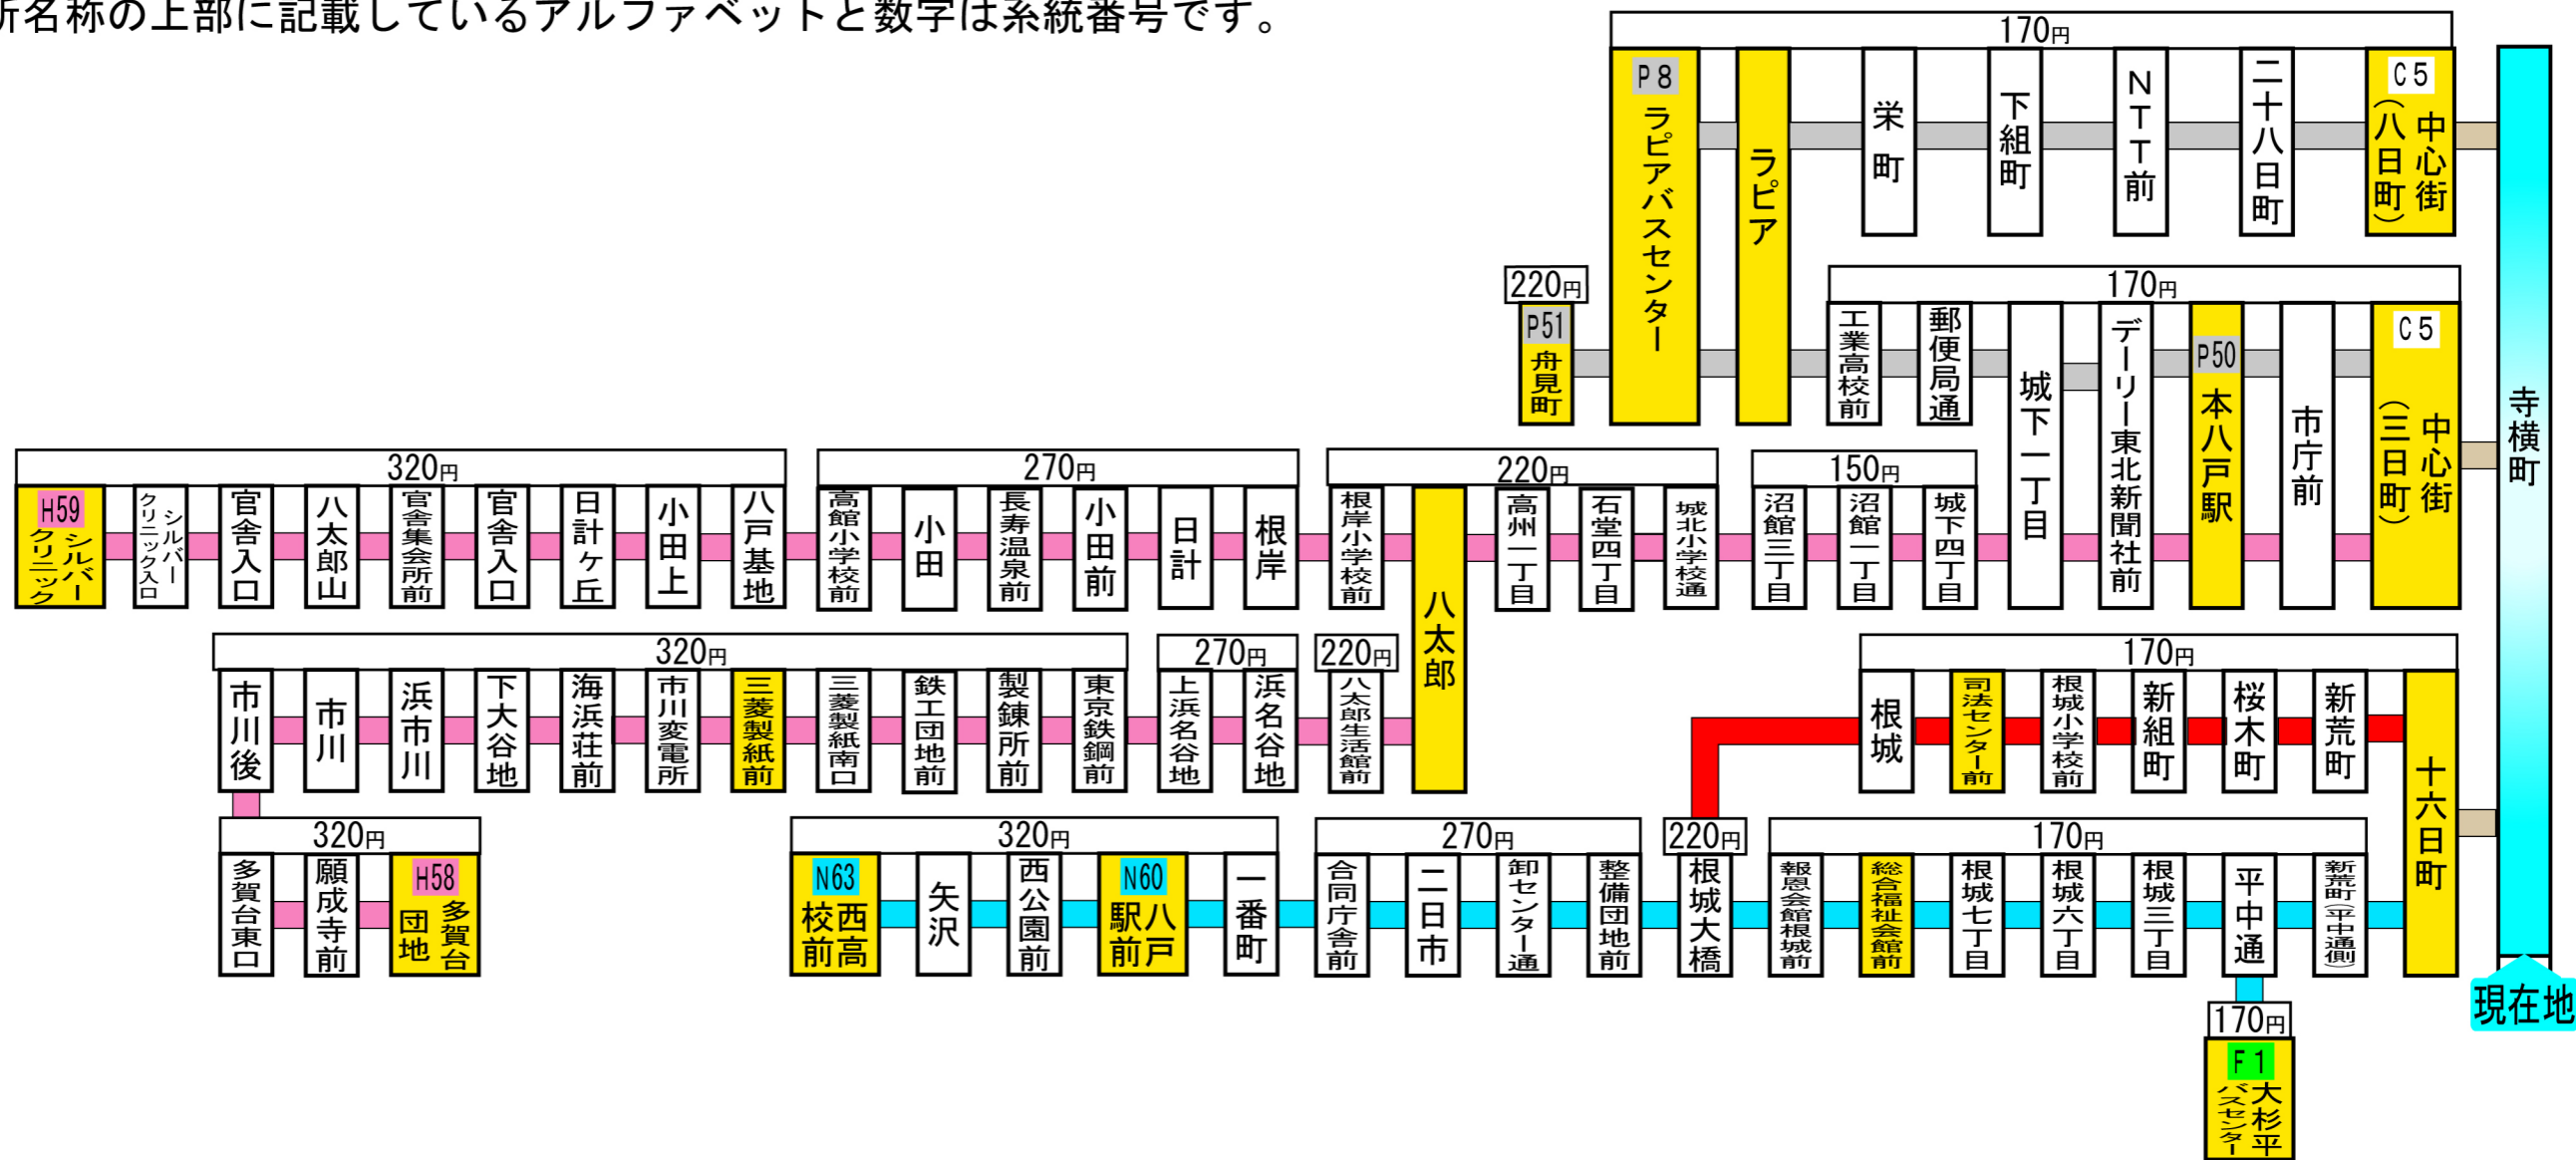 所名称の上部に記載しているアルファベットと数字は系統番号です。
170円
P8
ラピアバスセンター
ラピア
栄町
下組町
NTT前
二十八日町
C5
中心街
(八日町)
寺横町
220円
P51
舟見町
170円
工業高校前
郵便局通
城下一丁目
デーリー東北新聞社前
P50
本八戸駅
市庁前
C5
中心街
(三日町)
320円
H59
シルバー
クリニック
シルバー
クリニック入口
官舎入口
八太郎山
官舎集会所前
官舎入口
日計ヶ丘
小田上
八戸基地
270円
高館小学校前
小田
長寿温泉前
小田前
日計
根岸
220円
根岸小学校前
八太郎
高州一丁目
石堂四丁目
城北小学校通
150円
沼館三丁目
沼館一丁目
城下四丁目
320円
市川後
市川
浜市川
下大谷地
海浜荘前
市川変電所
三菱製紙前
三菱製紙南口
鉄工団地前
製錬所前
東京鉄鋼前
270円
上浜名谷地
浜名谷地
220円
八太郎生活館前
170円
根城
司法センター前
根城小学校前
新組町
桜木町
新荒町
十六日町
320円
多賀台東口
願成寺前
H58
多賀台
団地
320円
N63
西高
校前
矢沢
西公園前
N60
八戸
駅前
一番町
270円
合同庁舎前
二日市
卸センター通
整備団地前
220円
根城大橋
170円
報恩会館根城前
総合福祉会館前
根城七丁目
根城六丁目
根城三丁目
平中通
新荒町(平中通側)
現在地
170円
F1
大杉平
バスセンター